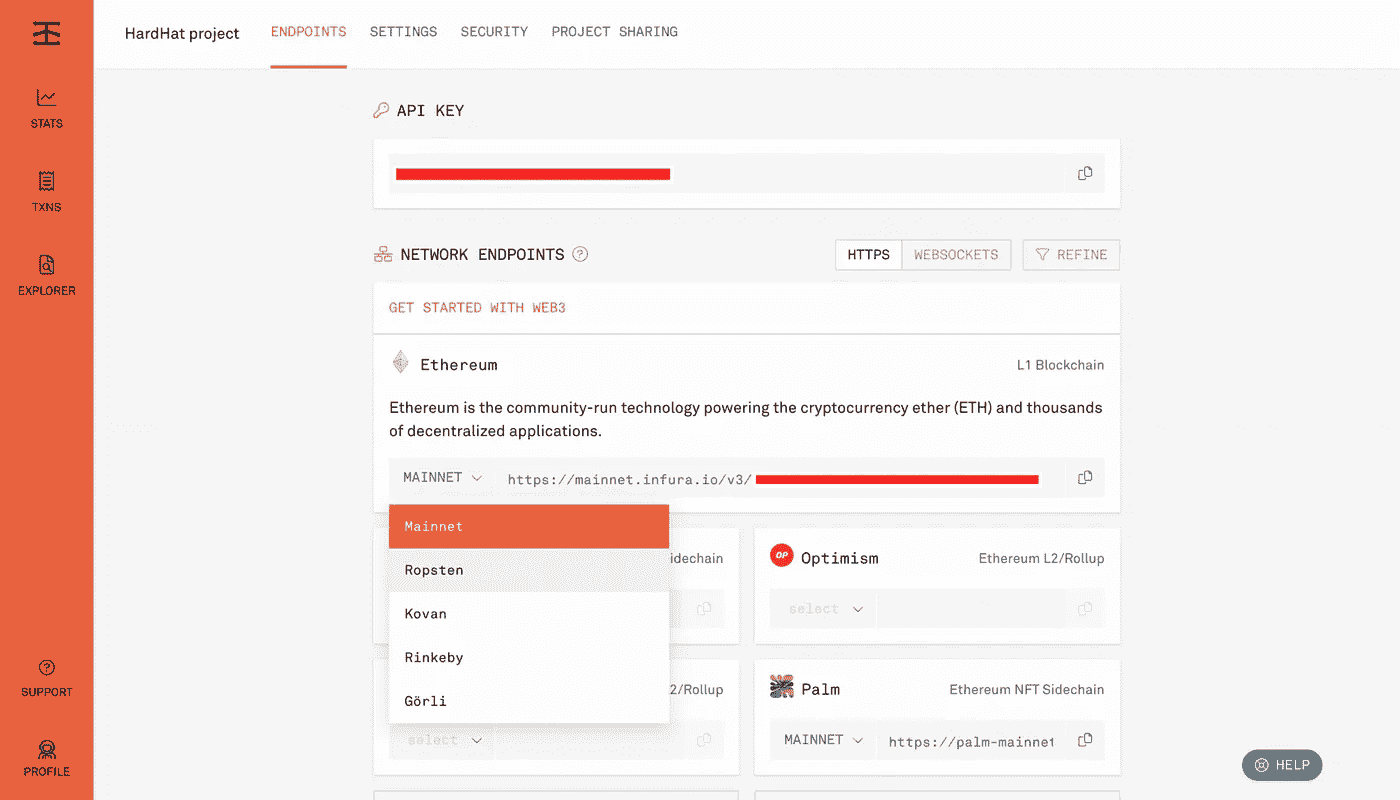 HardHat project
ENDPOINTS
SETTINGS
SECURITY
PROJECT SHARING
STATS
TXNS
EXPLORER
SUPPORT
PROFILE
API KEY
NETWORK ENDPOINTS ?
HTTPS
WEBSOCKETS
REFINE
GET STARTED WITH WEB3
Ethereum
L1 Blockchain
Ethereum is the community-run technology powering the cryptocurrency ether (ETH) and thousands
of decentralized applications.
MAINNET
https://mainnet.infura.io/v3/
Mainnet
Ropsten
Kovan
Rinkeby
Görli
idechain
OP Optimism
Ethereum L2/Rollup
select
2/Rollup
select
Palm
Ethereum NFT Sidechain
MAINNET
https://palm-mainnet
HELP